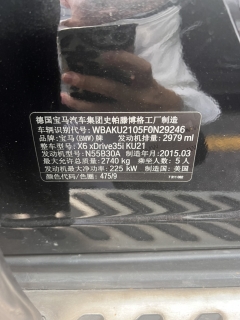 德国宝马汽车集团史帕滕博格工厂制造
车辆识别代号: WBAKU2105F0N29246
品牌: 宝马(BMW)牌 发动机排量: 2979 ml
整车型号: X6 xDrive35i KU21
发动机型号: N55B30A 制造年月: 2015.03
最大允许总质量: 2740 kg 乘坐人数: 5 人
发动机最大净功率: 225 kW 制造国: 美国
颜色代码/色漆: 475/9